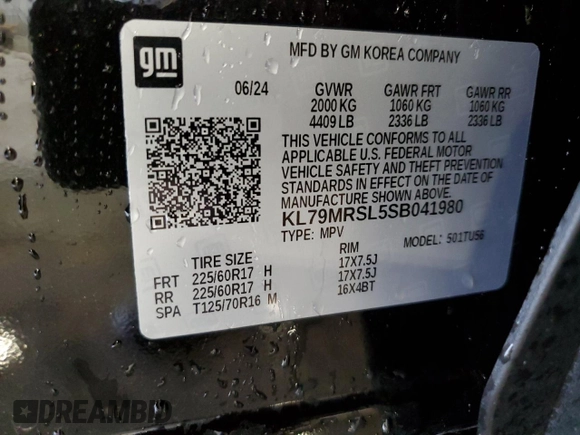 gm
MFD BY GM KOREA COMPANY
06/24 GVWR GAWR FRT GAWR RR
2000 KG 1060 KG 1060 KG
4409 LB 2336 LB 2336 LB
THIS VEHICLE CONFORMS TO ALL
APPLICABLE U.S. FEDERAL MOTOR
VEHICLE SAFETY AND THEFT PREVENTION
STANDARDS IN EFFECT ON THE DATE OF
MANUFACTURE SHOWN ABOVE.
KL79MRSL5SB041980
TYPE: MPV MODEL: 501TU56
TIRE SIZE RIM
FRT 225/60R17 H 17X7.5J
RR 225/60R17 H 17X7.5J
SPA T125/70R16 M 16X4BT
DREAMBID